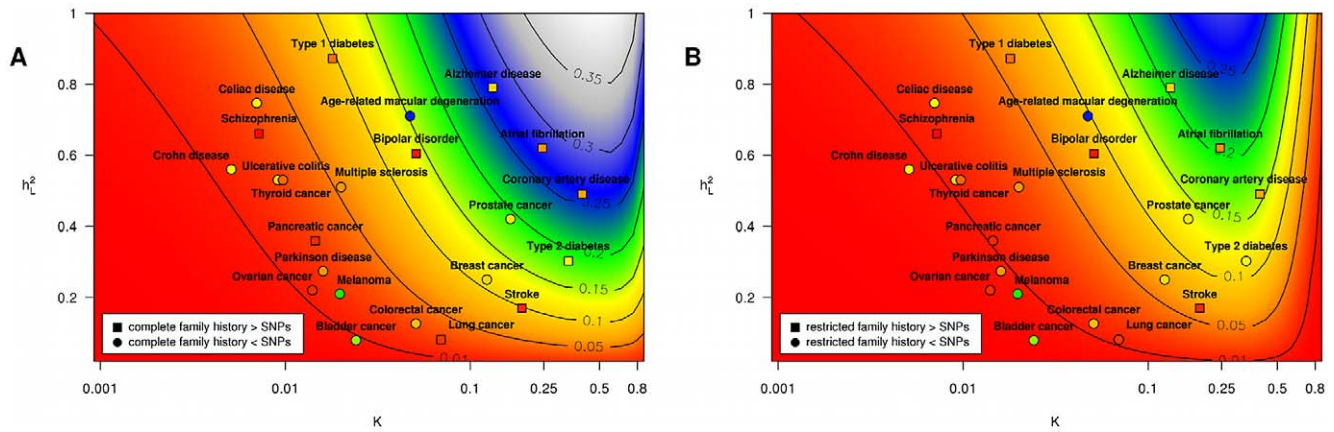 A
1
0.8
0.6
0.4
0.2
h²L
0.001
0.01
0.1
0.25
0.5
0.8
K
Type 1 diabetes
Alzheimer disease
Celiac disease
Age-related macular degeneration
Schizophrenia
Bipolar disorder
Atrial fibrillation
Crohn disease
Ulcerative colitis
Multiple sclerosis
Thyroid cancer
Coronary artery disease
Prostate cancer
Pancreatic cancer
Type 2 diabetes
Parkinson disease
Breast cancer
Ovarian cancer
Melanoma
Stroke
Colorectal cancer
Bladder cancer
Lung cancer
0.35
0.3
0.25
0.2
0.15
0.1
0.05
0.01
complete family history > SNPs
complete family history < SNPs
B
1
0.8
0.6
0.4
0.2
h²L
0.001
0.01
0.1
0.25
0.5
0.8
K
Type 1 diabetes
Alzheimer disease
Celiac disease
Age-related macular degeneration
Schizophrenia
Bipolar disorder
Atrial fibrillation
Crohn disease
Ulcerative colitis
Multiple sclerosis
Thyroid cancer
Coronary artery disease
Prostate cancer
Pancreatic cancer
Type 2 diabetes
Parkinson disease
Breast cancer
Ovarian cancer
Melanoma
Stroke
Colorectal cancer
Bladder cancer
Lung cancer
0.25
0.2
0.15
0.1
0.05
0.01
restricted family history > SNPs
restricted family history < SNPs